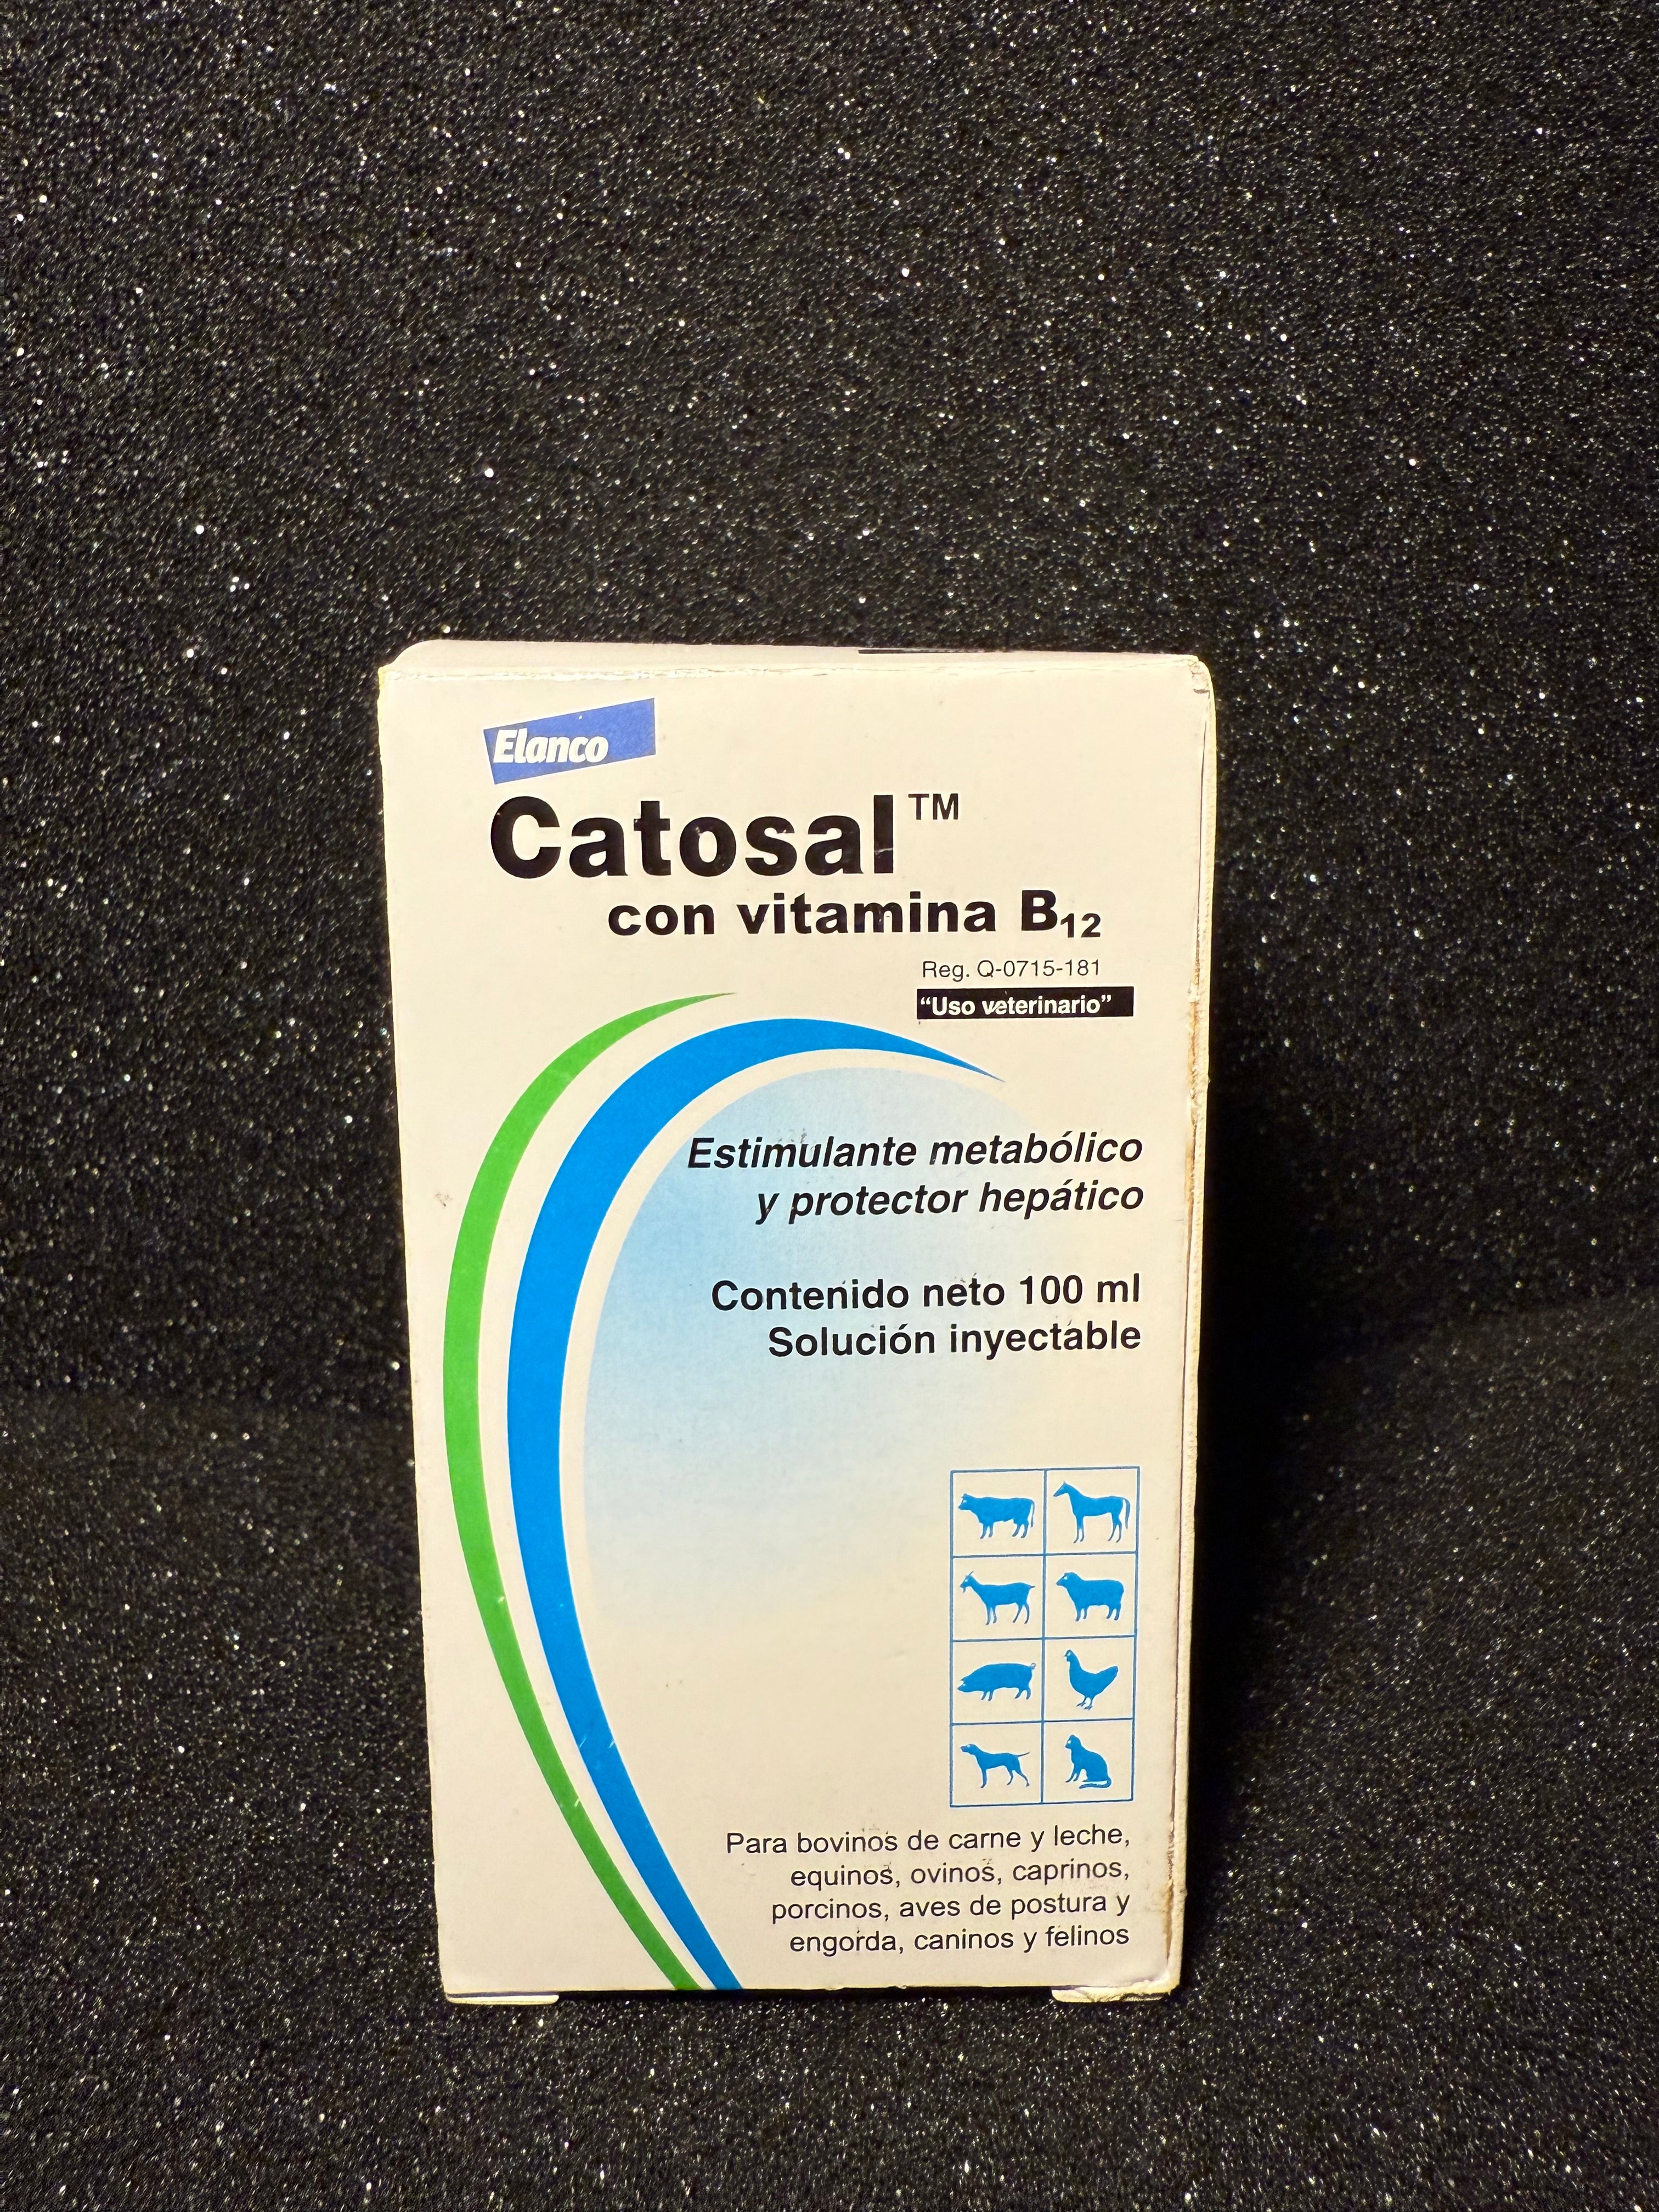 Elanco
Catosal™
con vitamina B₁₂
Reg. Q-0715-181
“Uso veterinario”
Estimulante metabólico
y protector hepático
Contenido neto 100 ml
Solución inyectable
Para bovinos de carne y leche,
equinos, ovinos, caprinos,
porcinos, aves de postura y
engorda, caninos y felinos